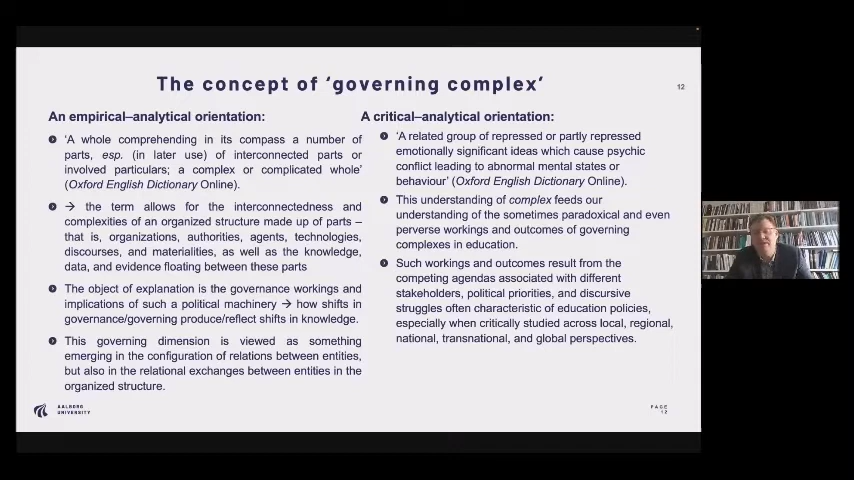 The concept of ‘governing complex‘
12
An empirical–analytical orientation:
‘A whole comprehending in its compass a number of
parts, esp. (in later use) of interconnected parts or
involved particulars; a complex or complicated whole’
(Oxford English Dictionary Online).
→ the term allows for the interconnectedness and
complexities of an organized structure made up of parts –
that is, organizations, authorities, agents, technologies,
discourses, and materialities, as well as the knowledge,
data, and evidence floating between these parts
The object of explanation is the governance workings and
implications of such a political machinery → how shifts in
governance/governing produce/reflect shifts in knowledge.
This governing dimension is viewed as something
emerging in the configuration of relations between entities,
but also in the relational exchanges between entities in the
organized structure.
A critical–analytical orientation:
‘A related group of repressed or partly repressed
emotionally significant ideas which cause psychic
conflict leading to abnormal mental states or
behaviour’ (Oxford English Dictionary Online).
This understanding of complex feeds our
understanding of the sometimes paradoxical and even
perverse workings and outcomes of governing
complexes in education.
Such workings and outcomes result from the
competing agendas associated with different
stakeholders, political priorities, and discursive
struggles often characteristic of education policies,
especially when critically studied across local, regional,
national, transnational, and global perspectives.
AALBORG
UNIVERSITY
PAGE
12